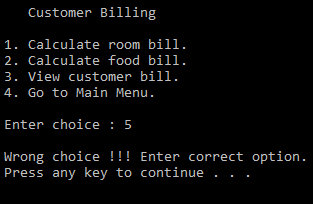 Customer Billing
1. Calculate room bill.
2. Calculate food bill.
3. View customer bill.
4. Go to Main Menu.
Enter choice : 5
Wrong choice !!! Enter correct option.
Press any key to continue . . .